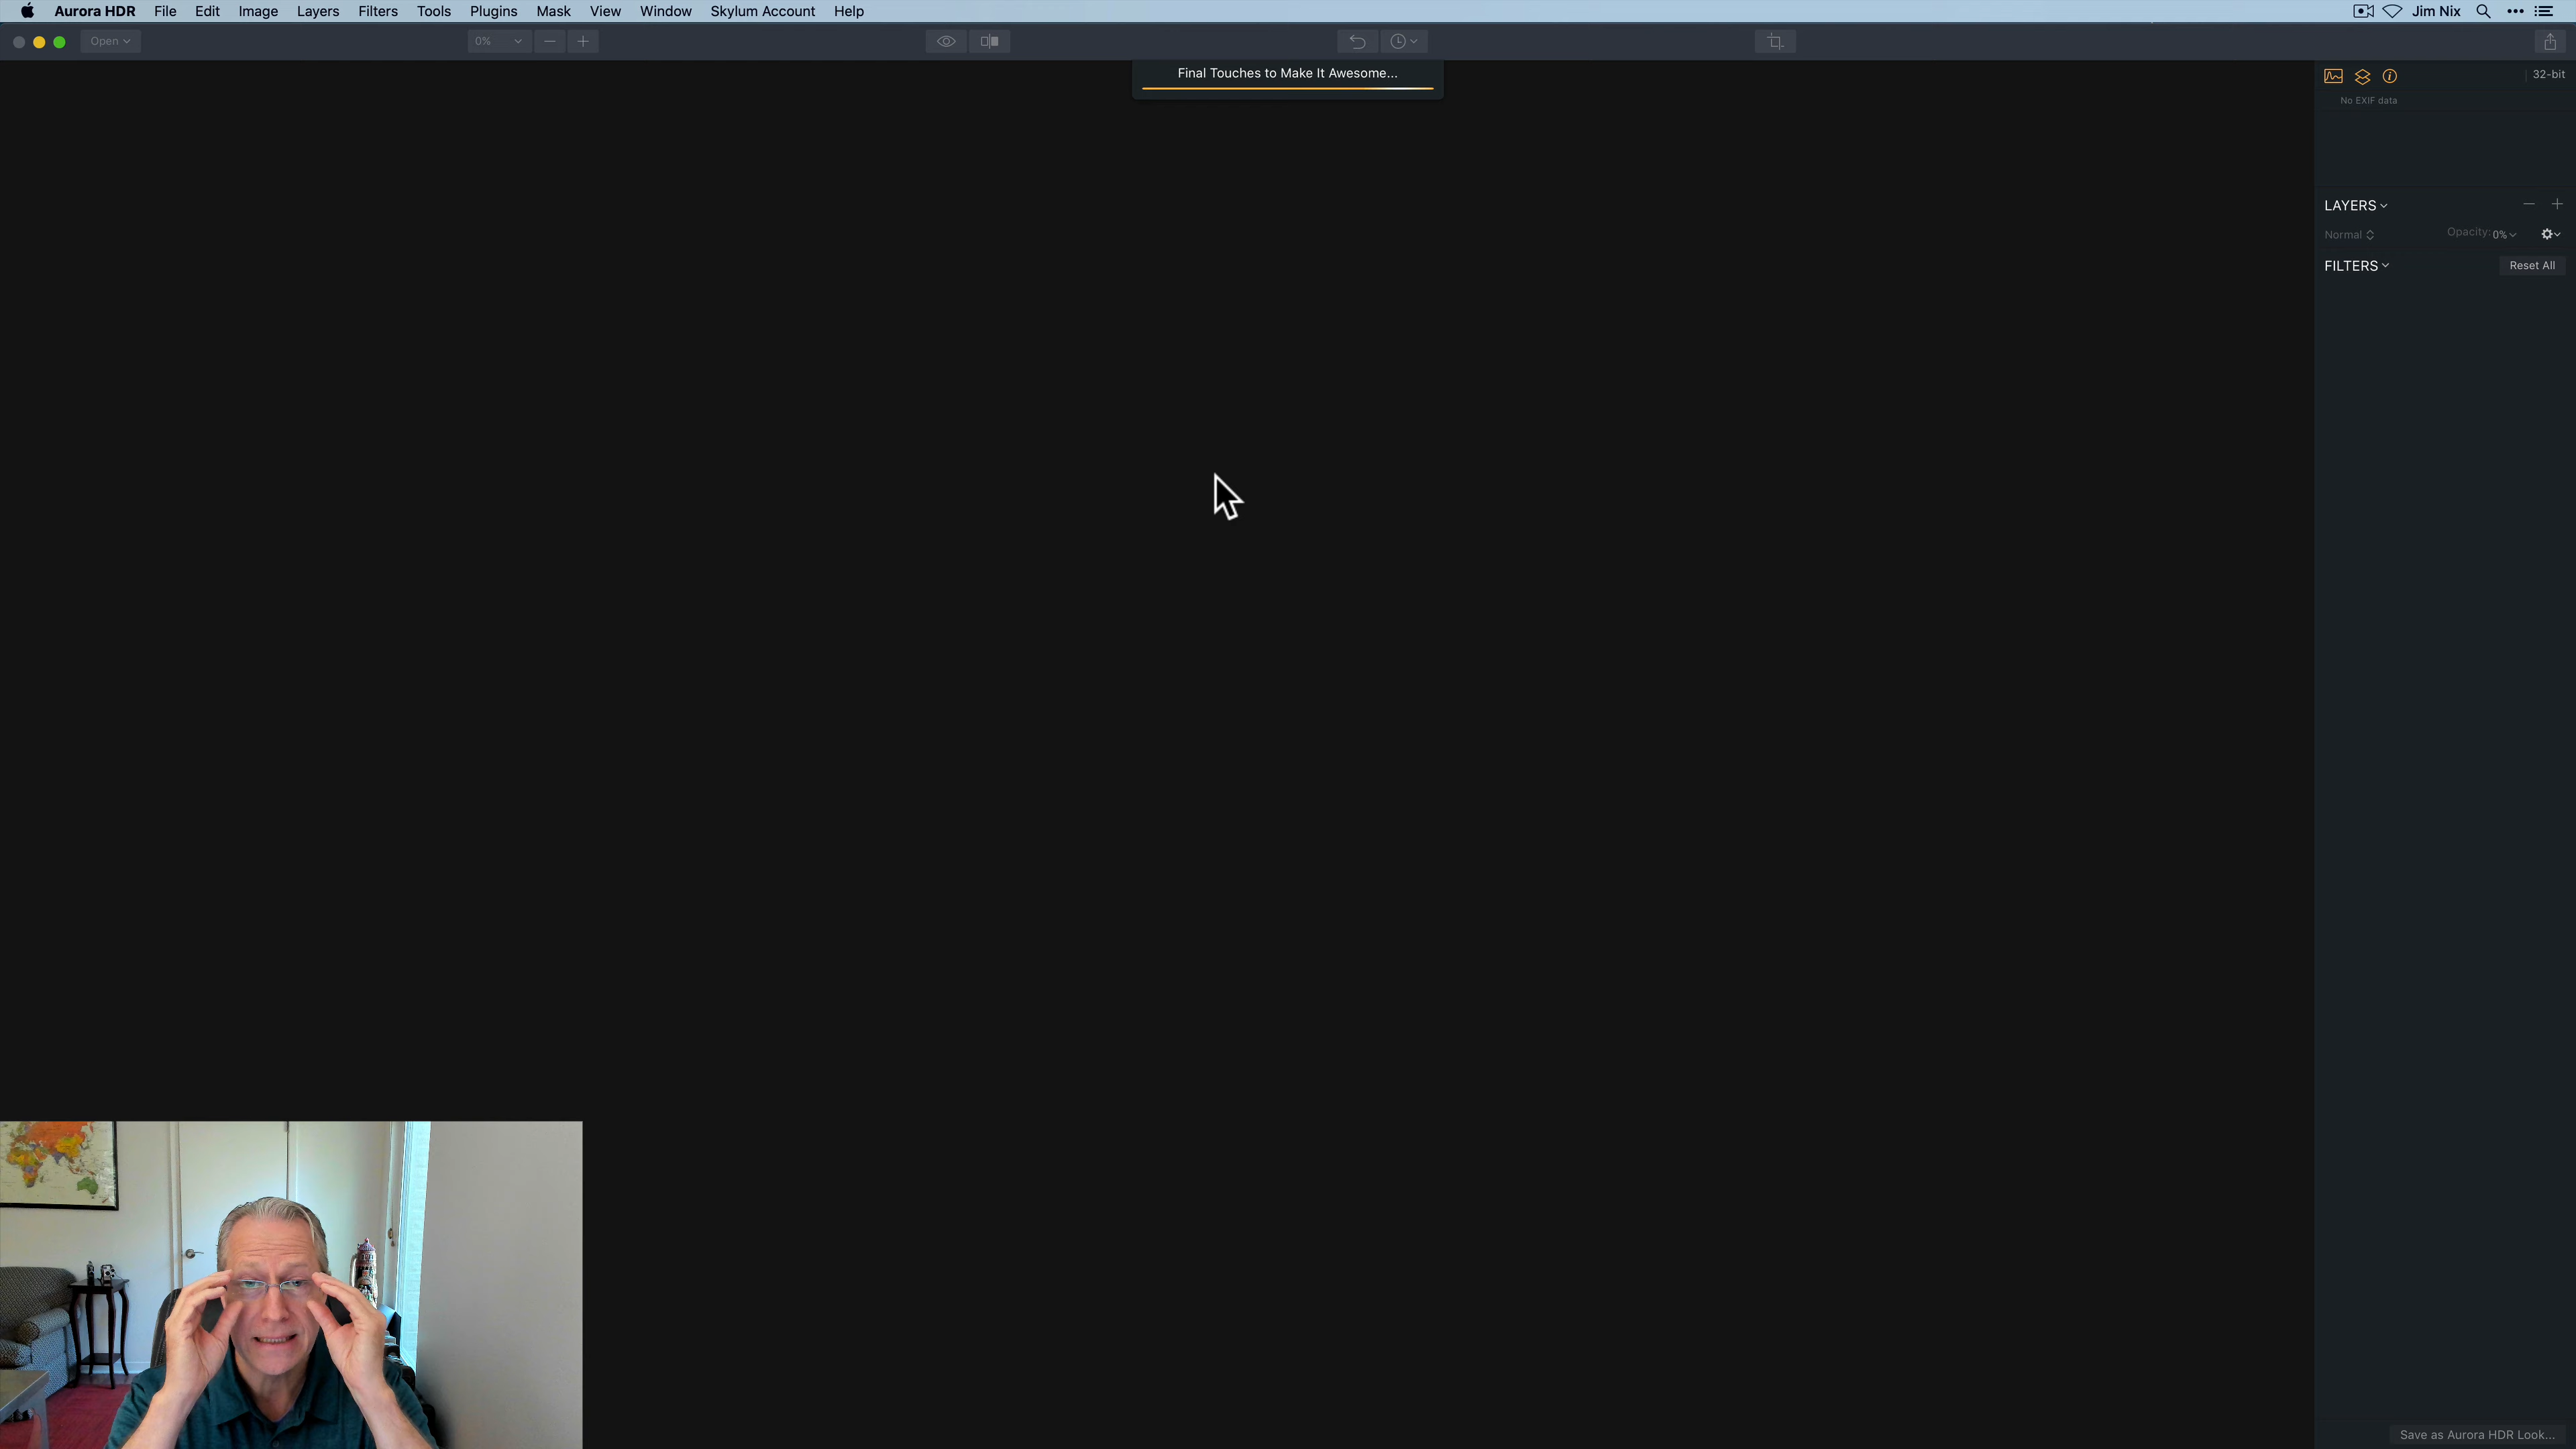 Aurora HDR File Edit Image Layers Filters Tools Plugins Mask View Window Skylum Account Help Jim Nix
Open 0%
Final Touches to Make It Awesome...
32-bit
No EXIF data
LAYERS
Normal Opacity: 0%
FILTERS Reset All
Save as Aurora HDR Look...